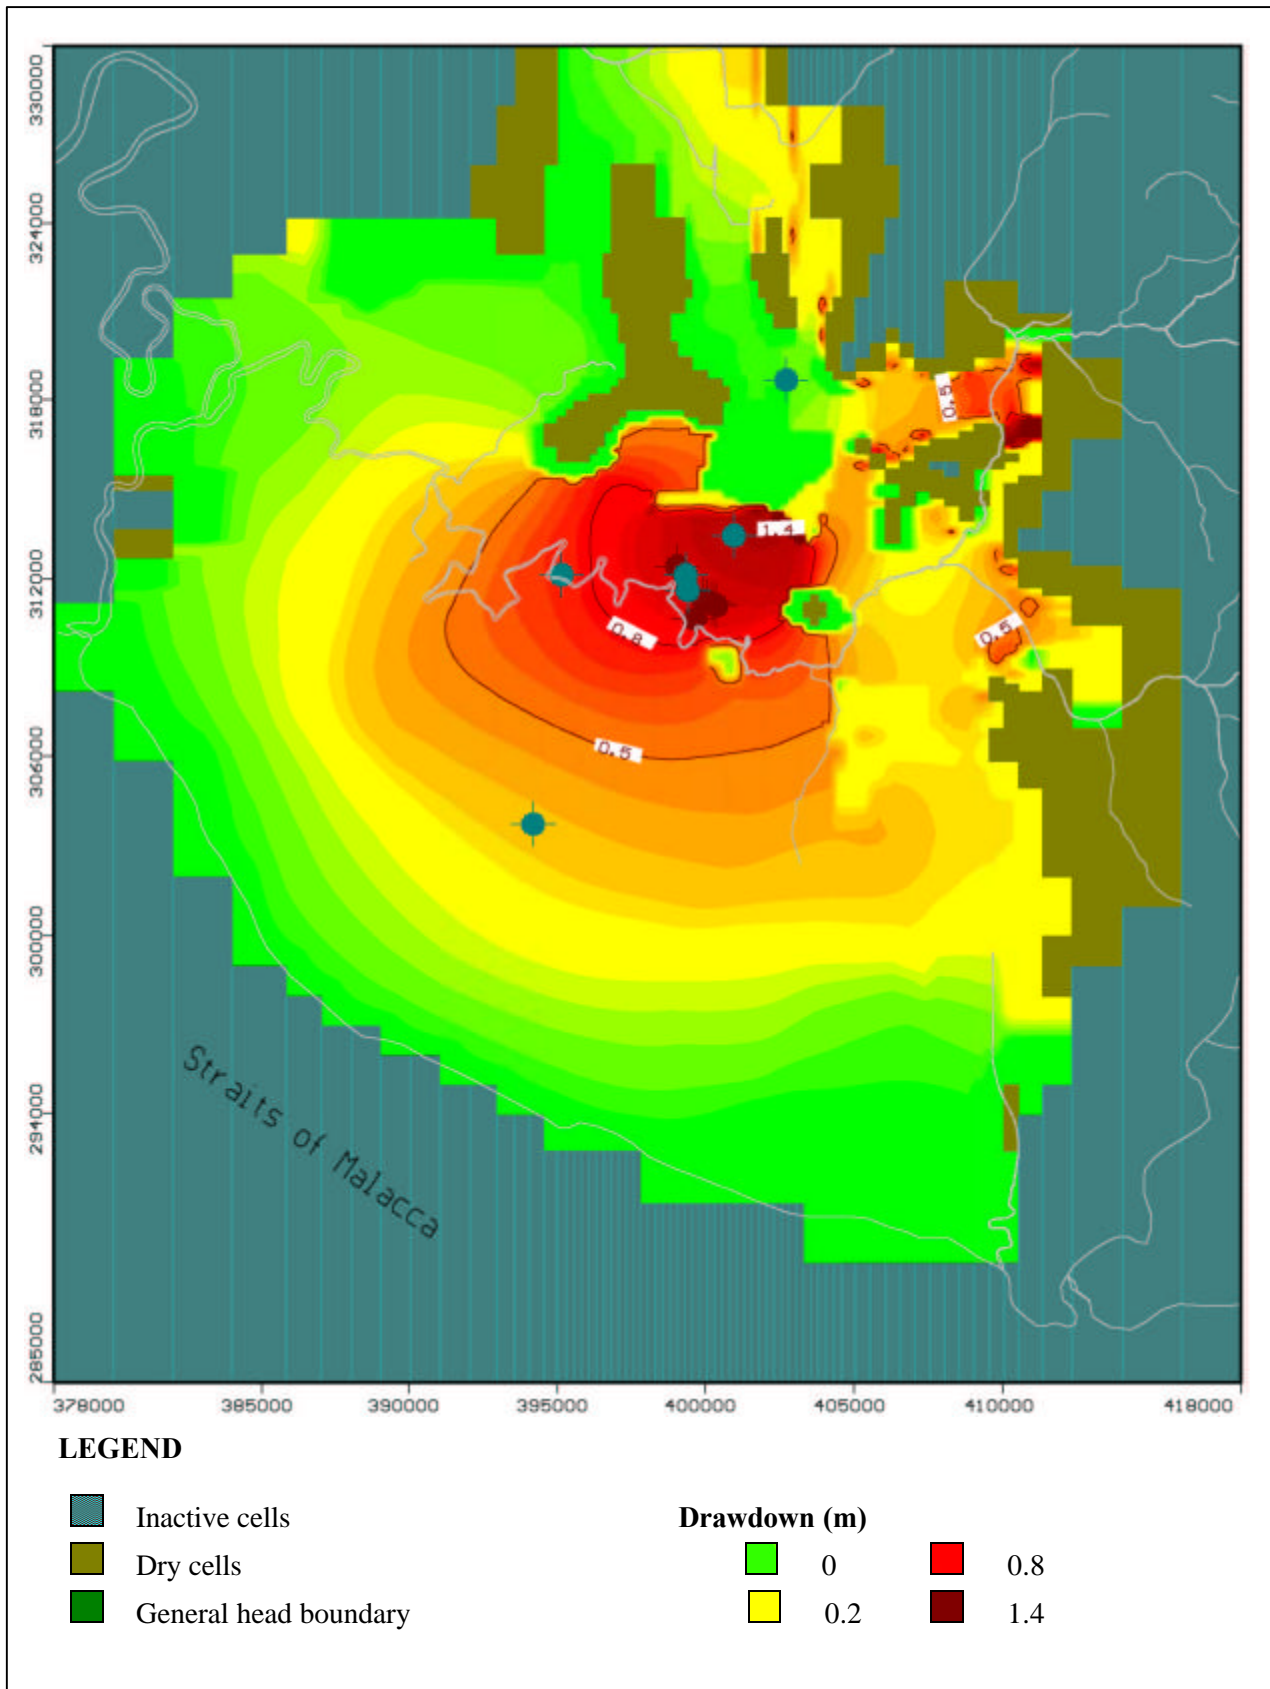 330000
324000
318000
312000
306000
300000
294000
285000
0.5
1.4
0.8
0.5
0.5
Straits of Malacca
378000 385000 390000 395000 400000 405000 410000 418000
LEGEND
Inactive cells
Dry cells
General head boundary
Drawdown (m)
0 0.8
0.2 1.4